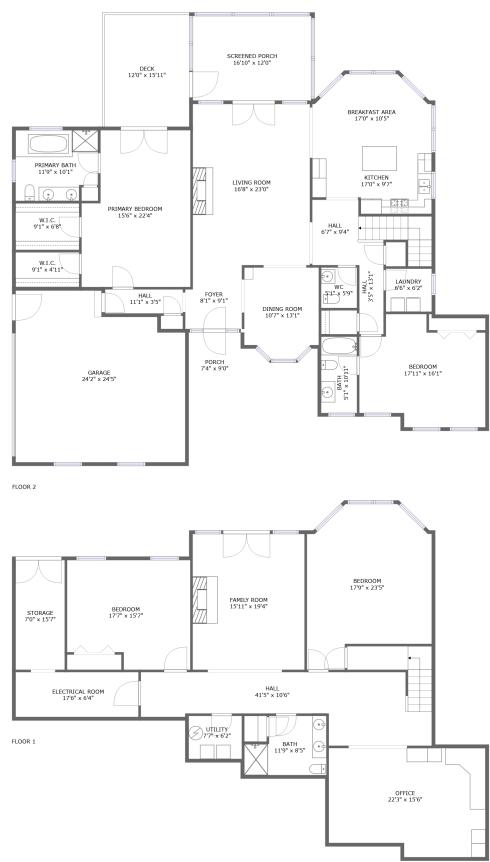 SCREENED PORCH
16'10" x 12'0"
DECK
12'0" x 15'11"
BREAKFAST AREA
17'0" x 10'5"
PRIMARY BATH
11'9" x 10'1"
KITCHEN
17'0" x 9'7"
LIVING ROOM
16'8" x 23'0"
PRIMARY BEDROOM
15'6" x 22'4"
W.I.C.
9'1" x 6'8"
HALL
6'7" x 9'4"
W.I.C.
9'1" x 4'11"
HALL
3'5" x 13'1"
LAUNDRY
6'6" x 6'2"
WC
5'1" x 5'9"
HALL
11'1" x 3'5"
FOYER
8'1" x 9'1"
DINING ROOM
10'7" x 13'1"
PORCH
7'4" x 9'0"
GARAGE
24'2" x 24'5"
BATH
5'1" x 10'11"
BEDROOM
17'11" x 16'1"
FLOOR 2
BEDROOM
17'9" x 23'5"
FAMILY ROOM
15'11" x 19'4"
STORAGE
7'0" x 15'7"
BEDROOM
17'7" x 15'7"
ELECTRICAL ROOM
17'6" x 6'4"
HALL
41'5" x 10'6"
UTILITY
7'7" x 6'2"
BATH
11'9" x 8'5"
FLOOR 1
OFFICE
22'3" x 15'6"